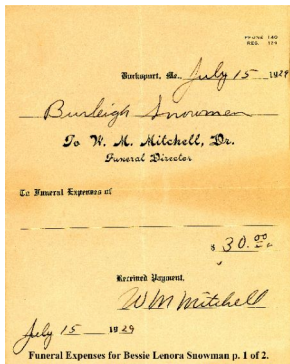 PHONE 140
RES. 129
Bucksport, Me., July 15 1929
Burleigh Snowman
To W. M. Mitchell, Dr.
Funeral Director
To Funeral Expenses of
$ 30.00
Received Payment,
W M Mitchell
July 15 1929
Funeral Expenses for Bessie Lenora Snowman p. 1 of 2.